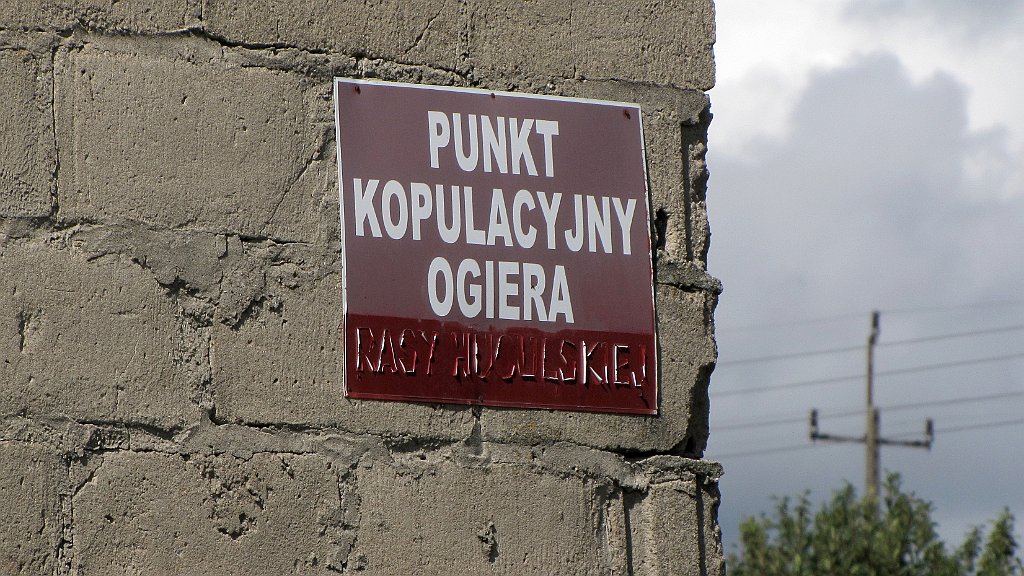 PUNKT
KOPULACYJNY
OGIERA
RASY HUCULSKIEJ